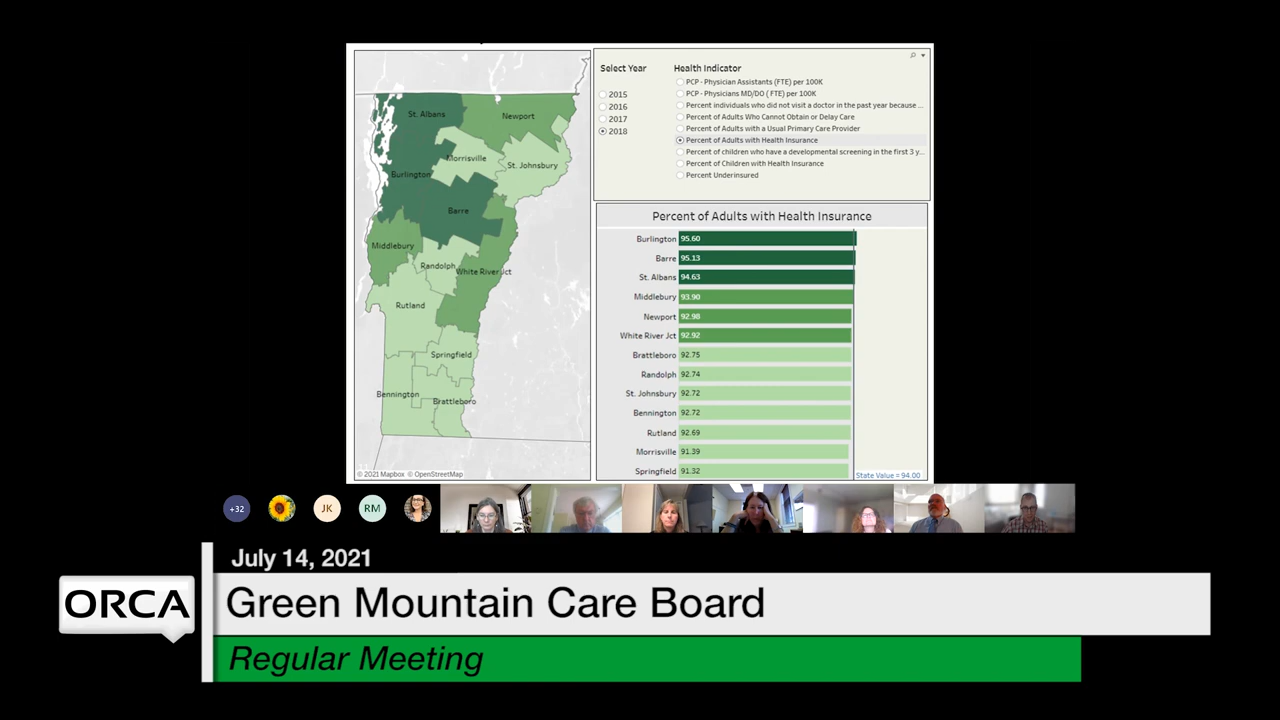 St. Albans
Newport
Morrisville
St. Johnsbury
Burlington
Barre
Middlebury
Randolph
White River Jct
Rutland
Springfield
Bennington
Brattleboro
© 2021 Mapbox © OpenStreetMap
Select Year
2015
2016
2017
2018
Health Indicator
PCP - Physician Assistants (FTE) per 100K
PCP - Physicians MD/DO ( FTE) per 100K
Percent individuals who did not visit a doctor in the past year because ...
Percent of Adults Who Cannot Obtain or Delay Care
Percent of Adults with a Usual Primary Care Provider
Percent of Adults with Health Insurance
Percent of children who have a developmental screening in the first 3 y...
Percent of Children with Health Insurance
Percent Underinsured
Percent of Adults with Health Insurance
Burlington 95.60
Barre 95.13
St. Albans 94.63
Middlebury 93.90
Newport 92.98
White River Jct 92.92
Brattleboro 92.75
Randolph 92.74
St. Johnsbury 92.72
Bennington 92.72
Rutland 92.69
Morrisville 91.39
Springfield 91.32
State Value = 94.00
+32
JK
RM
July 14, 2021
ORCA
Green Mountain Care Board
Regular Meeting